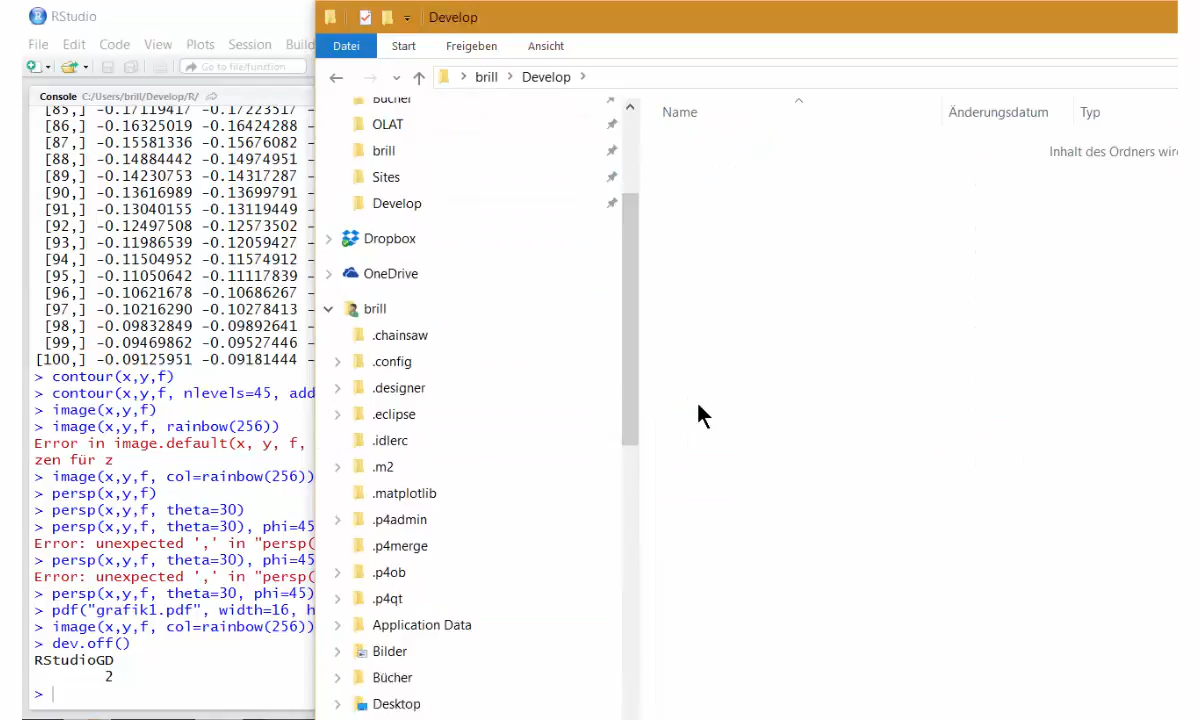 RStudio
File Edit Code View Plots Session Build
Go to file/function
Console C:/Users/brill/Develop/R/
[85,] -0.17119417 -0.17223517 -
[86,] -0.16325019 -0.16424288 -
[87,] -0.15581336 -0.15676082 -
[88,] -0.14884442 -0.14974951 -
[89,] -0.14230753 -0.14317287 -
[90,] -0.13616989 -0.13699791 -
[91,] -0.13040155 -0.13119449 -
[92,] -0.12497508 -0.12573502 -
[93,] -0.11986539 -0.12059427 -
[94,] -0.11504952 -0.11574912 -
[95,] -0.11050642 -0.11117839 -
[96,] -0.10621678 -0.10686267 -
[97,] -0.10216290 -0.10278413 -
[98,] -0.09832849 -0.09892641 -
[99,] -0.09469862 -0.09527446 -
[100,] -0.09125951 -0.09181444 -
> contour(x,y,f)
> contour(x,y,f, nlevels=45, add
> image(x,y,f)
> image(x,y,f, rainbow(256))
Error in image.default(x, y, f,
zen für z
> image(x,y,f, col=rainbow(256))
> persp(x,y,f)
> persp(x,y,f, theta=30)
> persp(x,y,f, theta=30), phi=45
Error: unexpected ',' in "persp(
> persp(x,y,f, theta=30), phi=45
Error: unexpected ',' in "persp(
> persp(x,y,f, theta=30, phi=45)
> pdf("grafik1.pdf", width=16, h
> image(x,y,f, col=rainbow(256))
> dev.off()
RStudioGD
2
>
Develop
Datei Start Freigeben Ansicht
brill > Develop >
Bücher
OLAT
brill
Sites
Develop
Dropbox
OneDrive
brill
.chainsaw
.config
.designer
.eclipse
.idlerc
.m2
.matplotlib
.p4admin
.p4merge
.p4ob
.p4qt
Application Data
Bilder
Bücher
Desktop
Name Änderungsdatum Typ
Inhalt des Ordners wird